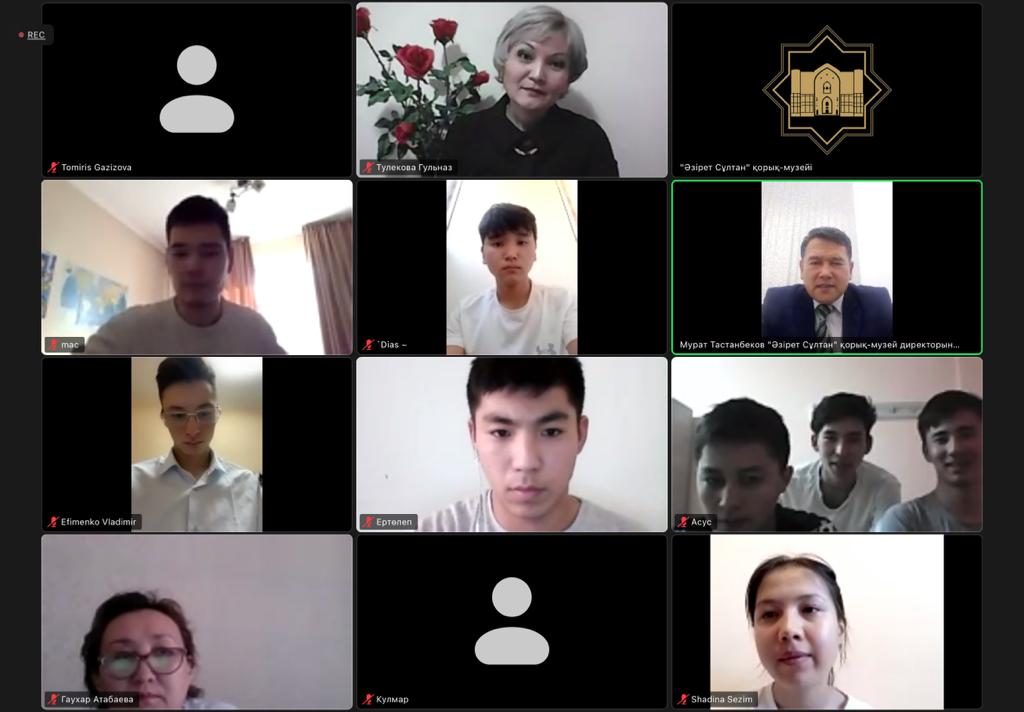 REC
Tomiris Gazizova
Тулекова Гульназ
"Әзірет Сұлтан" қорық-музейі
mac
`Dias ~
Мурат Тастанбеков "Әзірет Сұлтан" қорық-музей директорын...
Efimenko Vladimir
Ертөлеп
Асус
Гаухар Атабаева
Кулмар
Shadina Sezim